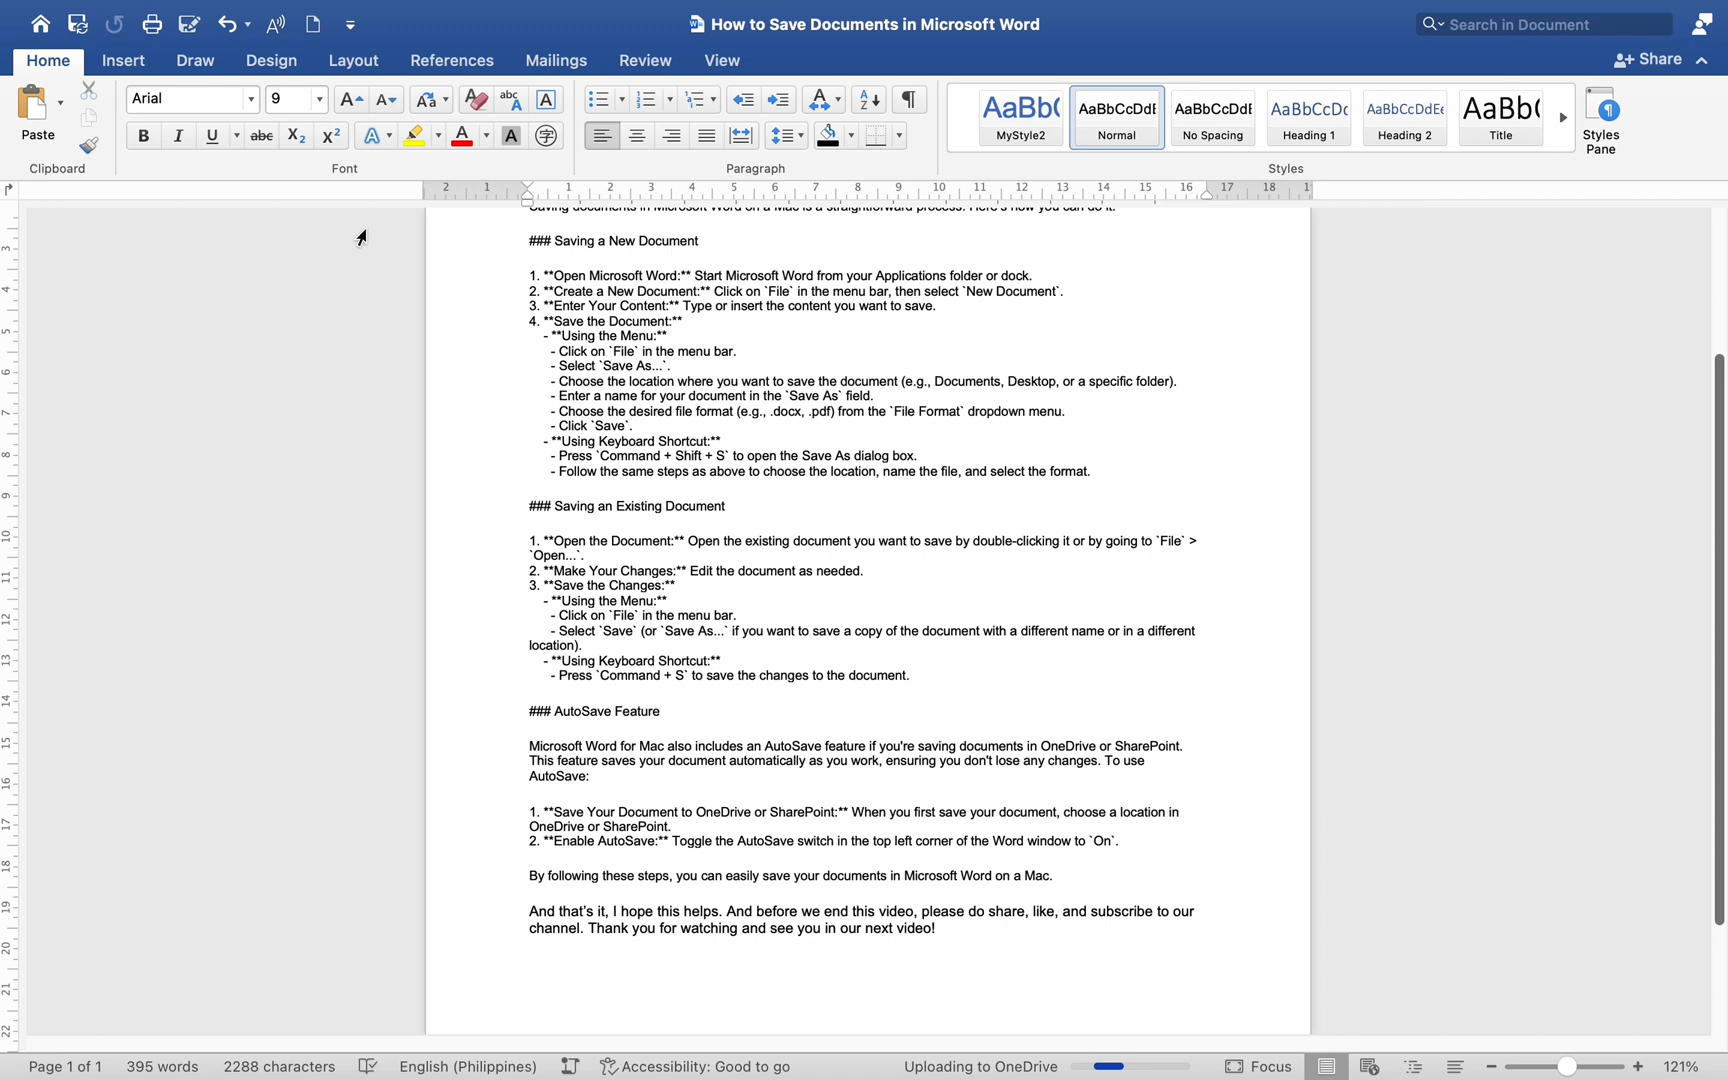 How to Save Documents in Microsoft Word
Search in Document
Home Insert Draw Design Layout References Mailings Review View
Share
Paste
Arial
9
MyStyle2
Normal
No Spacing
Heading 1
Heading 2
Title
Styles
Pane
Clipboard
Font
Paragraph
Styles
Saving documents in Microsoft Word on a Mac is a straightforward process. Here's how you can do it:
### Saving a New Document
1. **Open Microsoft Word:** Start Microsoft Word from your Applications folder or dock.
2. **Create a New Document:** Click on `File` in the menu bar, then select `New Document`.
3. **Enter Your Content:** Type or insert the content you want to save.
4. **Save the Document:**
- **Using the Menu:**
- Click on `File` in the menu bar.
- Select `Save As...`.
- Choose the location where you want to save the document (e.g., Documents, Desktop, or a specific folder).
- Enter a name for your document in the `Save As` field.
- Choose the desired file format (e.g., .docx, .pdf) from the `File Format` dropdown menu.
- Click `Save`.
- **Using Keyboard Shortcut:**
- Press `Command + Shift + S` to open the Save As dialog box.
- Follow the same steps as above to choose the location, name the file, and select the format.
### Saving an Existing Document
1. **Open the Document:** Open the existing document you want to save by double-clicking it or by going to `File` >
`Open...`.
2. **Make Your Changes:** Edit the document as needed.
3. **Save the Changes:**
- **Using the Menu:**
- Click on `File` in the menu bar.
- Select `Save` (or `Save As...` if you want to save a copy of the document with a different name or in a different
location).
- **Using Keyboard Shortcut:**
- Press `Command + S` to save the changes to the document.
### AutoSave Feature
Microsoft Word for Mac also includes an AutoSave feature if you're saving documents in OneDrive or SharePoint.
This feature saves your document automatically as you work, ensuring you don't lose any changes. To use
AutoSave:
1. **Save Your Document to OneDrive or SharePoint:** When you first save your document, choose a location in
OneDrive or SharePoint.
2. **Enable AutoSave:** Toggle the AutoSave switch in the top left corner of the Word window to `On`.
By following these steps, you can easily save your documents in Microsoft Word on a Mac.
And that's it, I hope this helps. And before we end this video, please do share, like, and subscribe to our
channel. Thank you for watching and see you in our next video!
Page 1 of 1 395 words 2288 characters English (Philippines) Accessibility: Good to go Uploading to OneDrive Focus 121%